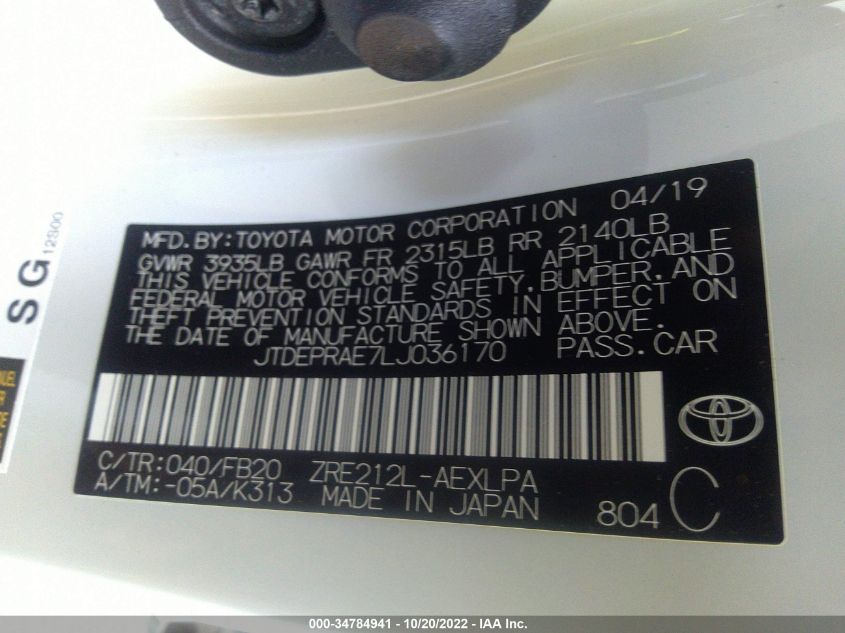 MFD. BY: TOYOTA MOTOR CORPORATION 04/19
GVWR 3935LB GAWR FR 2315LB RR 2140LB
THIS VEHICLE CONFORMS TO ALL APPLICABLE
FEDERAL MOTOR VEHICLE SAFETY, BUMPER, AND
THEFT PREVENTION STANDARDS IN EFFECT ON
THE DATE OF MANUFACTURE SHOWN ABOVE.
JTDEPRAE7LJ036170 PASS. CAR
C/TR: 040/FB20 ZRE212L-AEXLPA
A/TM: -05A/K313 MADE IN JAPAN
804 C
SG 12300
000-34784941 - 10/20/2022 - IAA Inc.